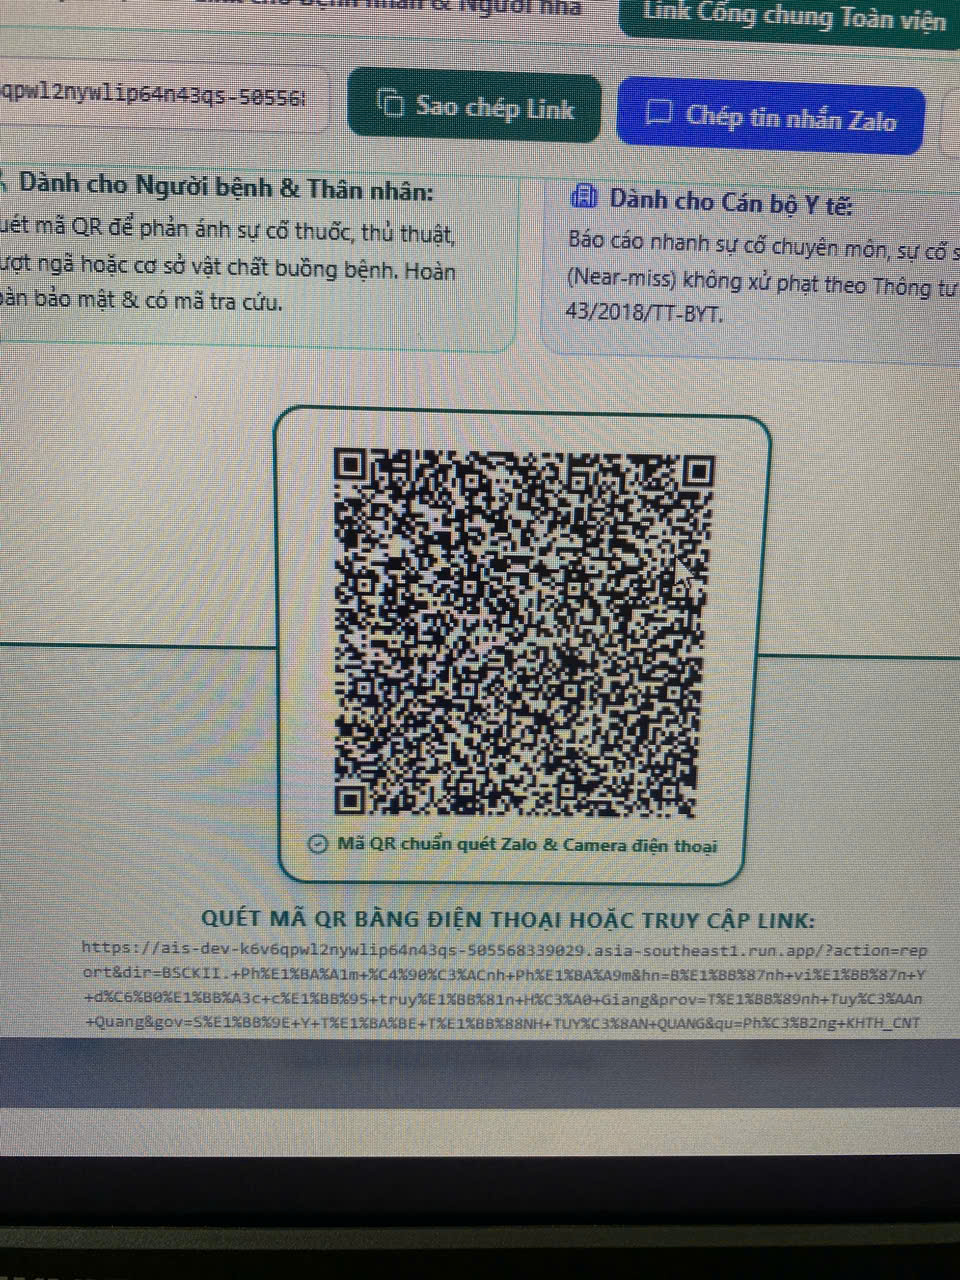 Link Cổng chung Toàn viện
qpwl2nywlip64n43qs-50556
Sao chép Link
Chép tin nhắn Zalo
Dành cho Người bệnh & Thân nhân:
mã QR để phản ánh sự cố thuốc, thủ thuật,
ngã hoặc cơ sở vật chất buồng bệnh. Hoàn
bảo mật & có mã tra cứu.
Dành cho Cán bộ Y tế:
Báo cáo nhanh sự cố chuyên môn, sự cố
(Near-miss) không xử phạt theo Thông tư
43/2018/TT-BYT.
Mã QR chuẩn quét Zalo & Camera điện thoại
QUÉT MÃ QR BẰNG ĐIỆN THOẠI HOẶC TRUY CẬP LINK:
https://ais-dev-k6v6qpwl2nywlip64n43qs-505568339029.asia-southeast1.run.app/?action=rep
ort&dir=BSCKII.+Ph%E1%BA%A1m+%C4%90%C3%ACnh+Ph%E1%BA%A9m&hn=B%E1%BB%87nh+vi%E1%BB%87n+Y
+d%C6%B0%E1%BB%A3c+c%E1%BB%95+truy%E1%BB%81n+H%C3%A0+Giang&prov=T%E1%BB%89nh+Tuy%C3%AAn
+Quang&gov=S%E1%BB%9E+Y+T%E1%BA%BE+T%E1%BB%88NH+TUY%C3%8AN+QUANG&qu=Ph%C3%B2ng+KHTH_CNT